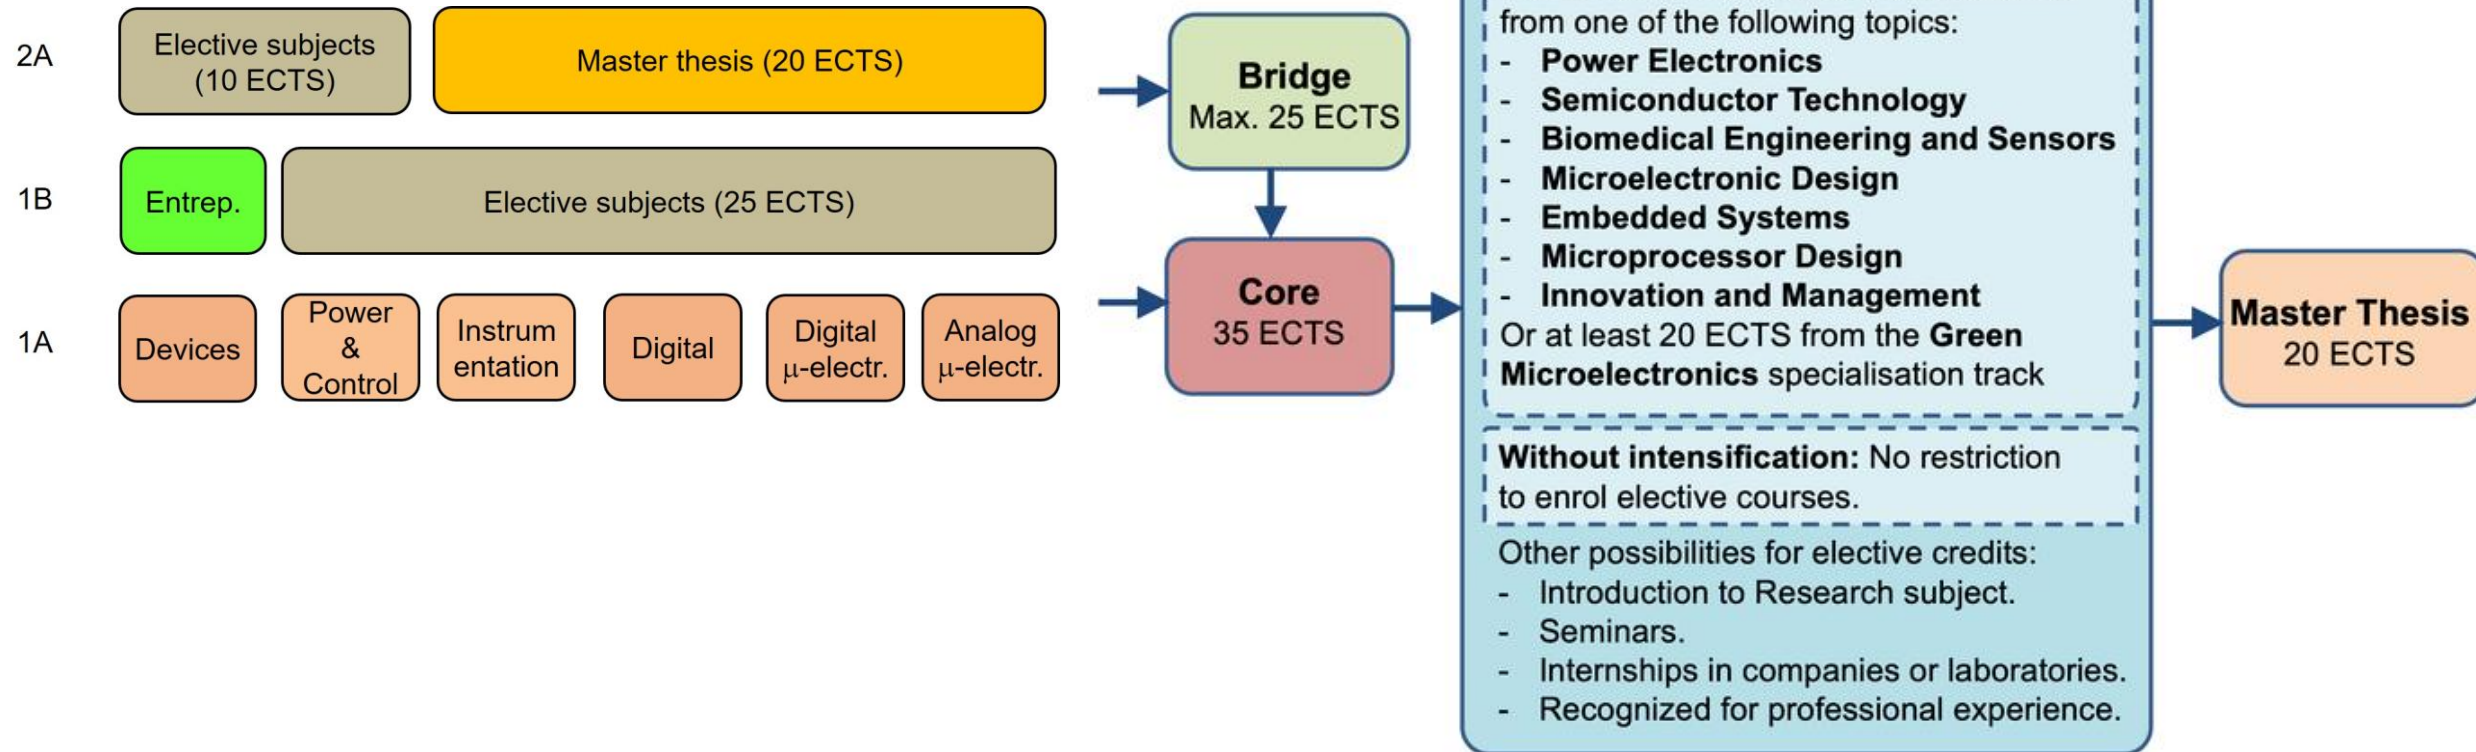 2A
Elective subjects
(10 ECTS)
Master thesis (20 ECTS)
1B
Entrep.
Elective subjects (25 ECTS)
1A
Devices
Power
&
Control
Instrum
entation
Digital
Digital
μ-electr.
Analog
μ-electr.
Bridge
Max. 25 ECTS
Core
35 ECTS
from one of the following topics:
- Power Electronics
- Semiconductor Technology
- Biomedical Engineering and Sensors
- Microelectronic Design
- Embedded Systems
- Microprocessor Design
- Innovation and Management
Or at least 20 ECTS from the Green
Microelectronics specialisation track
Without intensification: No restriction
to enrol elective courses.
Other possibilities for elective credits:
- Introduction to Research subject.
- Seminars.
- Internships in companies or laboratories.
- Recognized for professional experience.
Master Thesis
20 ECTS